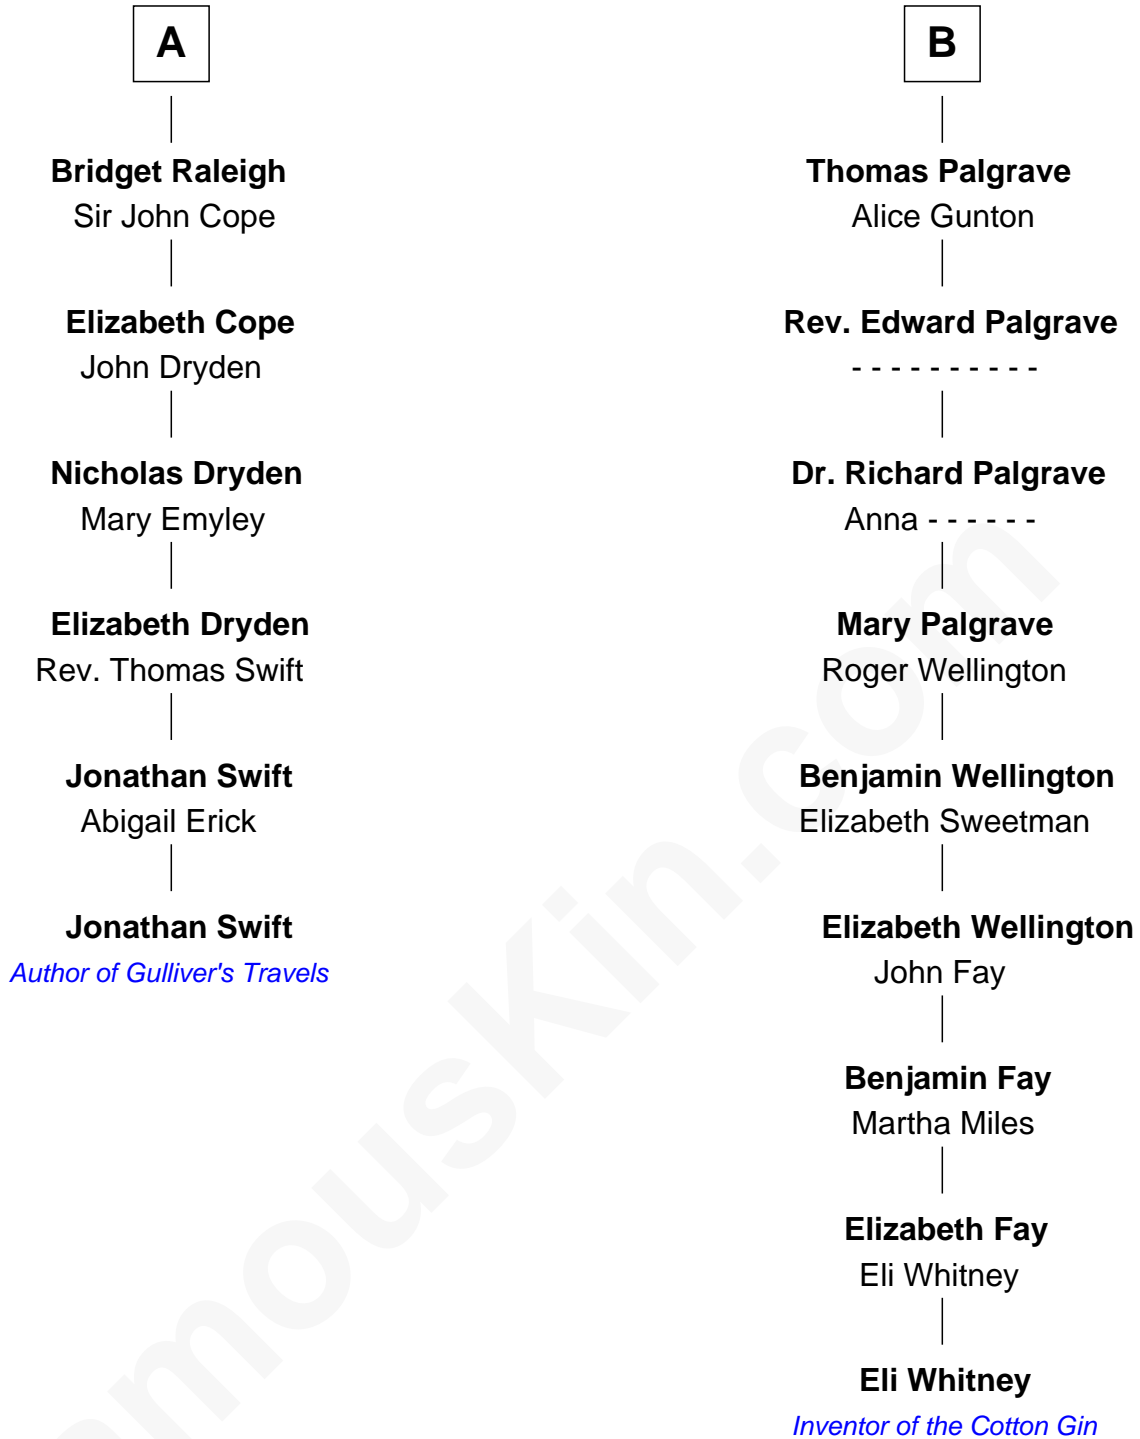 A
Bridget Raleigh
Sir John Cope
Elizabeth Cope
John Dryden
Nicholas Dryden
Mary Emyley
Elizabeth Dryden
Rev. Thomas Swift
Jonathan Swift
Abigail Erick
Jonathan Swift
Author of Gulliver's Travels
B
Thomas Palgrave
Alice Gunton
Rev. Edward Palgrave
- - - - - - - - - -
Dr. Richard Palgrave
Anna - - - - - -
Mary Palgrave
Roger Wellington
Benjamin Wellington
Elizabeth Sweetman
Elizabeth Wellington
John Fay
Benjamin Fay
Martha Miles
Elizabeth Fay
Eli Whitney
Eli Whitney
Inventor of the Cotton Gin
amouskin.com